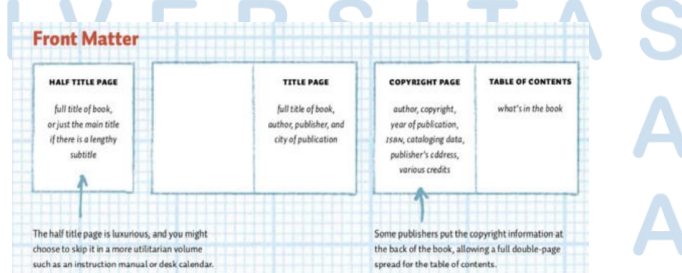 IVERSITAS
Front Matter
HALF TITLE PAGE
full title of book,
or just the main title
if there is a lengthy
subtitle
TITLE PAGE
full title of book,
author, publisher, and
city of publication
COPYRIGHT PAGE
author, copyright,
year of publication,
ISBN, cataloging data,
publisher's address,
various credits
TABLE OF CONTENTS
what's in the book
The half title page is luxurious, and you might
choose to skip it in a more utilitarian volume
such as an instruction manual or desk calendar.
Some publishers put the copyright information at
the back of the book, allowing a full double-page
spread for the table of contents.
A
A